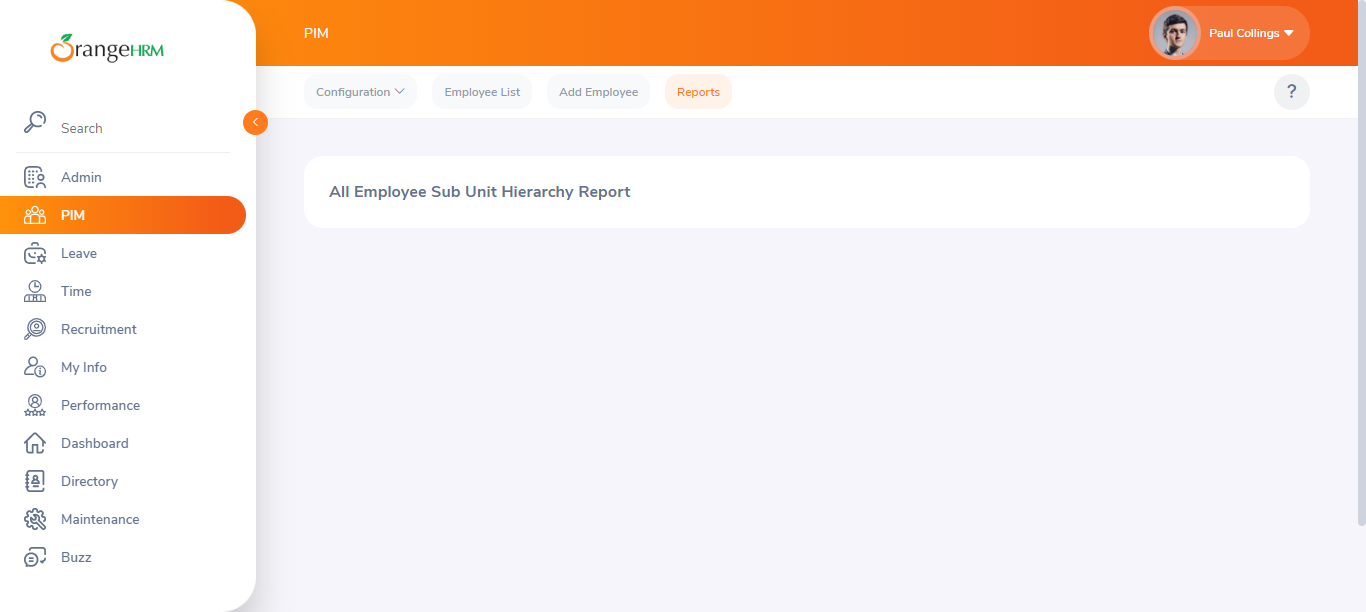 OrangeHRM
PIM
Paul Collings
Configuration
Employee List
Add Employee
Reports
?
Search
Admin
PIM
Leave
Time
Recruitment
My Info
Performance
Dashboard
Directory
Maintenance
Buzz
All Employee Sub Unit Hierarchy Report